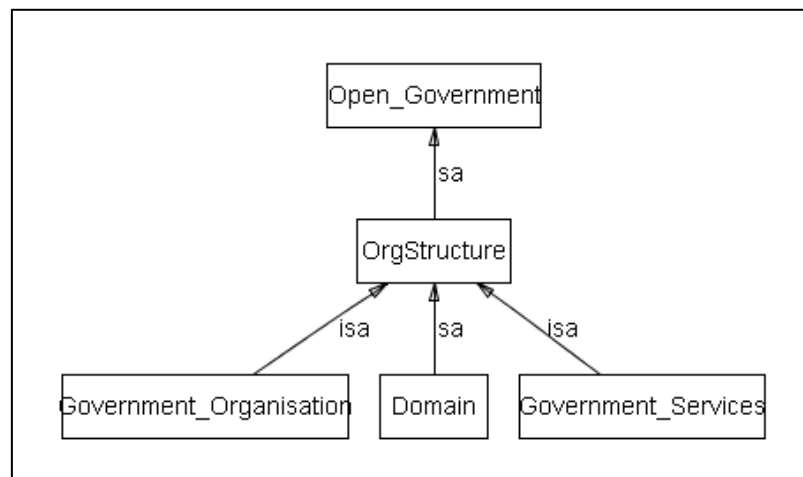 Open_Government
sa
OrgStructure
isa
sa
isa
Government_Organisation
Domain
Government_Services